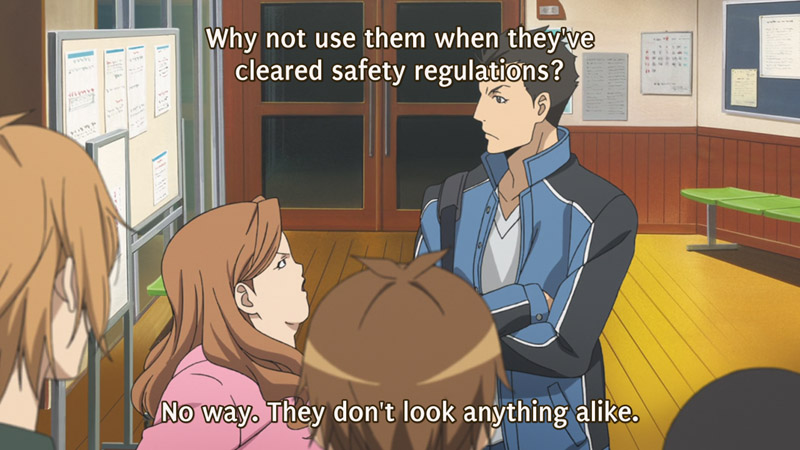 Why not use them when they've
cleared safety regulations?
No way. They don't look anything alike.